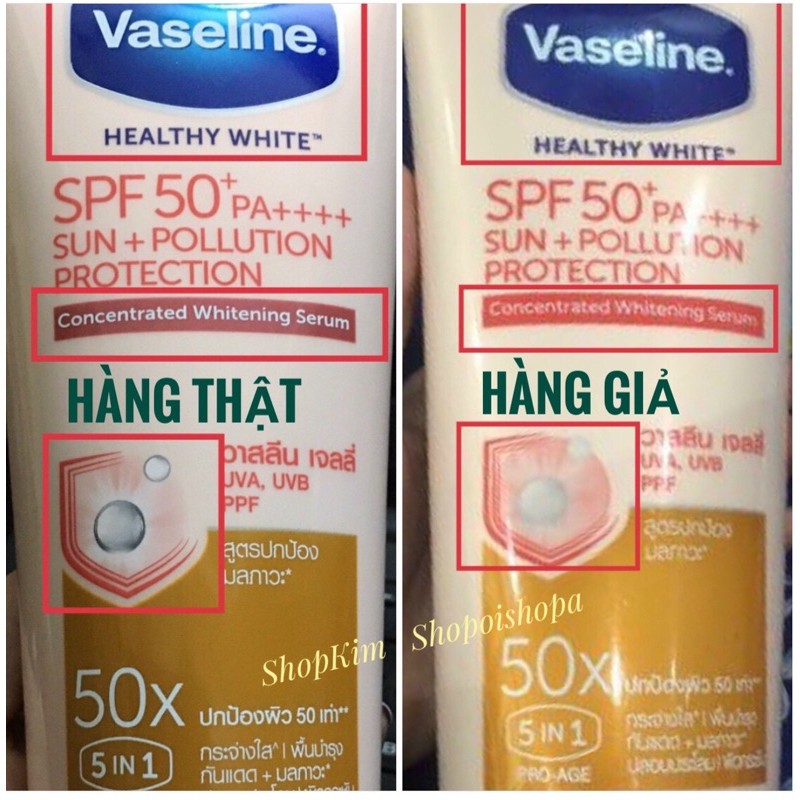 Vaseline.
HEALTHY WHITE™
SPF 50+ PA++++
SUN + POLLUTION
PROTECTION
Concentrated Whitening Serum
HÀNG THẬT
วาสลีน เจลลี่
UVA, UVB
PPF
สูตรปกป้อง
มลภาวะ*
50X
ปกป้องผิว 50 เท่า**
5 IN 1
กระจ่างใส^ | ฟื้นบำรุง
กันแดด + มลภาวะ*
ShopKim
Vaseline.
HEALTHY WHITE™
SPF 50+ PA++++
SUN + POLLUTION
PROTECTION
Concentrated Whitening Serum
HÀNG GIẢ
วาสลีน เจลลี่
UVA, UVB
PPF
สูตรปกป้อง
มลภาวะ*
Shopoishopa
50X
ปกป้องผิว 50 เท่า**
5 IN 1
PRO-AGE
กระจ่างใส^ | ฟื้นบำรุง
กันแดด + มลภาวะ*